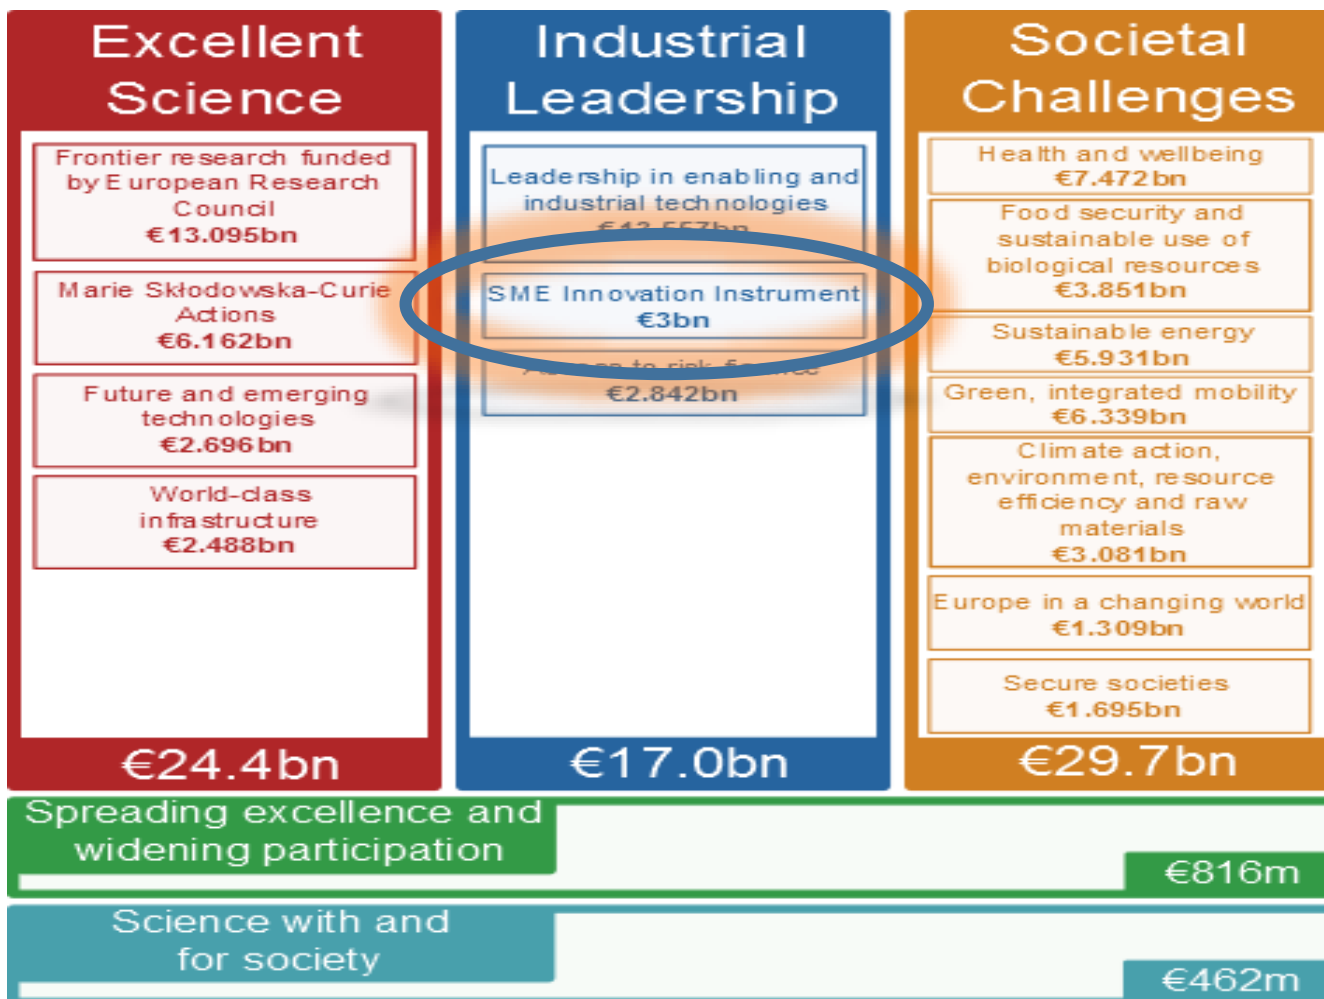 Excellent
Science
Frontier research funded
by European Research
Council
€13.095bn
Marie Skłodowska-Curie
Actions
€6.162bn
Future and emerging
technologies
€2.696bn
World-class
infrastructure
€2.488bn
€24.4bn
Industrial
Leadership
Leadership in enabling and
industrial technologies
SME Innovation Instrument
€3bn
Access to risk finance
€2.842bn
€17.0bn
Societal
Challenges
Health and wellbeing
€7.472bn
Food security and
sustainable use of
biological resources
€3.851bn
Sustainable energy
€5.931bn
Green, integrated mobility
€6.339bn
Climate action,
environment, resource
efficiency and raw
materials
€3.081bn
Europe in a changing world
€1.309bn
Secure societies
€1.695bn
€29.7bn
Spreading excellence and
widening participation
€816m
Science with and
for society
€462m